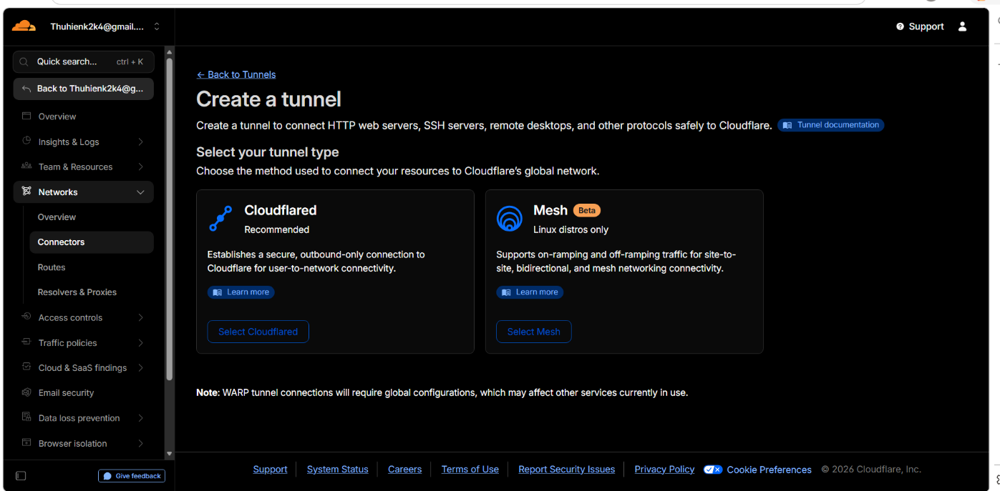 Thuhienk2k4@gmail....
Support
Quick search... ctrl + K
Back to Thuhienk2k4@g...
Overview
Insights & Logs
Team & Resources
Networks
Overview
Connectors
Routes
Resolvers & Proxies
Access controls
Traffic policies
Cloud & SaaS findings
Email security
Data loss prevention
Browser isolation
Give feedback
← Back to Tunnels
Create a tunnel
Create a tunnel to connect HTTP web servers, SSH servers, remote desktops, and other protocols safely to Cloudflare. Tunnel documentation
Select your tunnel type
Choose the method used to connect your resources to Cloudflare’s global network.
Cloudflared
Recommended
Establishes a secure, outbound-only connection to
Cloudflare for user-to-network connectivity.
Learn more
Select Cloudflared
Mesh Beta
Linux distros only
Supports on-ramping and off-ramping traffic for site-to-
site, bidirectional, and mesh networking connectivity.
Learn more
Select Mesh
Note: WARP tunnel connections will require global configurations, which may affect other services currently in use.
Support System Status Careers Terms of Use Report Security Issues Privacy Policy Cookie Preferences © 2026 Cloudflare, Inc.